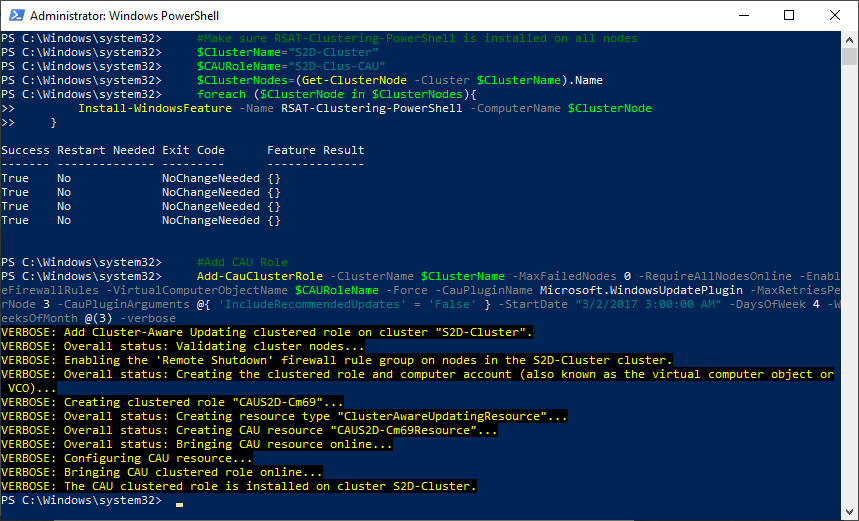 Administrator: Windows PowerShell
PS C:\Windows\system32>     #Make sure RSAT-Clustering-PowerShell is installed on all nodes
PS C:\Windows\system32>     $ClusterName="S2D-Cluster"
PS C:\Windows\system32>     $CAURoleName="S2D-Clus-CAU"
PS C:\Windows\system32>     $ClusterNodes=(Get-ClusterNode -Cluster $ClusterName).Name
PS C:\Windows\system32>     foreach ($ClusterNode in $ClusterNodes){
>>         Install-WindowsFeature -Name RSAT-Clustering-PowerShell -ComputerName $ClusterNode
>>     }
Success Restart Needed Exit Code      Feature Result
------- -------------- ---------      --------------
True    No             NoChangeNeeded {}
True    No             NoChangeNeeded {}
True    No             NoChangeNeeded {}
True    No             NoChangeNeeded {}
PS C:\Windows\system32>     #Add CAU Role
PS C:\Windows\system32>     Add-CauClusterRole -ClusterName $ClusterName -MaxFailedNodes 0 -RequireAllNodesOnline -Enabl
eFirewallRules -VirtualComputerObjectName $CAURoleName -Force -CauPluginName Microsoft.WindowsUpdatePlugin -MaxRetriesPe
rNode 3 -CauPluginArguments @{ 'IncludeRecommendedUpdates' = 'False' } -StartDate "3/2/2017 3:00:00 AM" -DaysOfWeek 4 -W
eeksOfMonth @(3) -verbose
VERBOSE: Add Cluster-Aware Updating clustered role on cluster "S2D-Cluster".
VERBOSE: Overall status: Validating cluster nodes...
VERBOSE: Enabling the 'Remote Shutdown' firewall rule group on nodes in the S2D-Cluster cluster.
VERBOSE: Overall status: Creating the clustered role and computer account (also known as the virtual computer object or
 VCO)...
VERBOSE: Creating clustered role "CAUS2D-Cm69"...
VERBOSE: Overall status: Creating resource type "ClusterAwareUpdatingResource"...
VERBOSE: Overall status: Creating CAU resource "CAUS2D-Cm69Resource"...
VERBOSE: Overall status: Bringing CAU resource online...
VERBOSE: Configuring CAU resource...
VERBOSE: Bringing CAU clustered role online...
VERBOSE: The CAU clustered role is installed on cluster S2D-Cluster.
PS C:\Windows\system32>